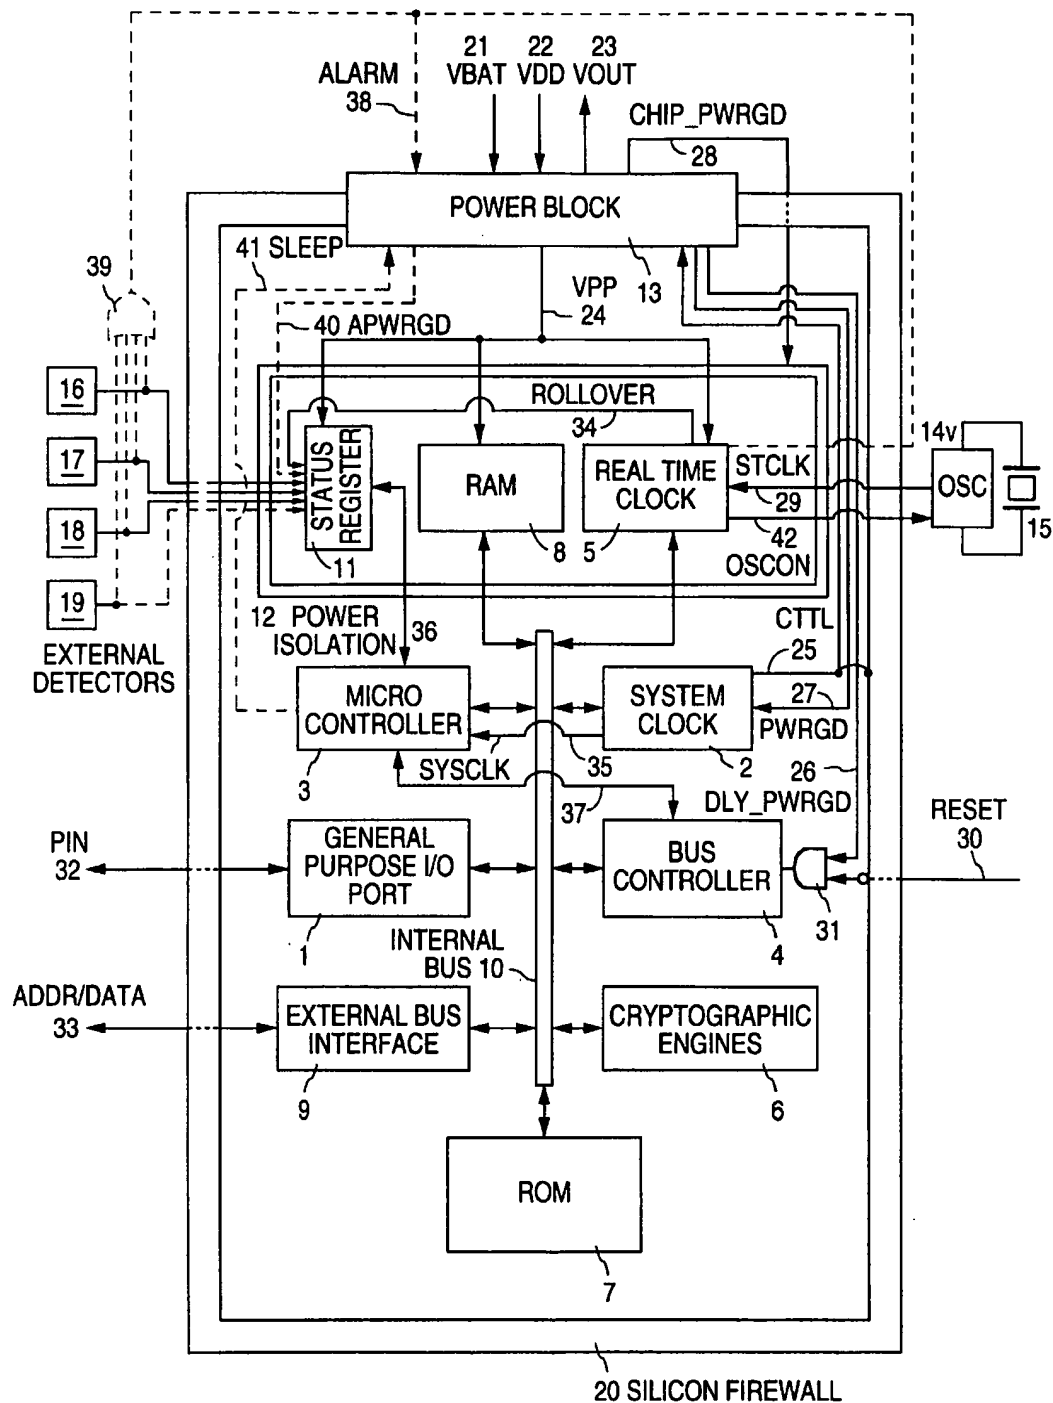 21 22 23
VBAT VDD VOUT
ALARM
38
CHIP_PWRGD
28
POWER BLOCK
13
41 SLEEP
39
VPP
24
40 APWRGD
16
17
18
19
EXTERNAL
DETECTORS
ROLLOVER
34
STATUS
REGISTER
11
RAM
8
REAL TIME
CLOCK
5
STCLK
29
42
OSCON
14v
OSC
15
12 POWER
ISOLATION
36
CTTL
25
MICRO
CONTROLLER
3
SYSTEM
CLOCK
2
27
PWRGD
SYSCLK
35
26
37
DLY_PWRGD
RESET
30
PIN
32
GENERAL
PURPOSE I/O
PORT
1
BUS
CONTROLLER
4
31
INTERNAL
BUS 10
ADDR/DATA
33
EXTERNAL BUS
INTERFACE
9
CRYPTOGRAPHIC
ENGINES
6
ROM
7
20 SILICON FIREWALL